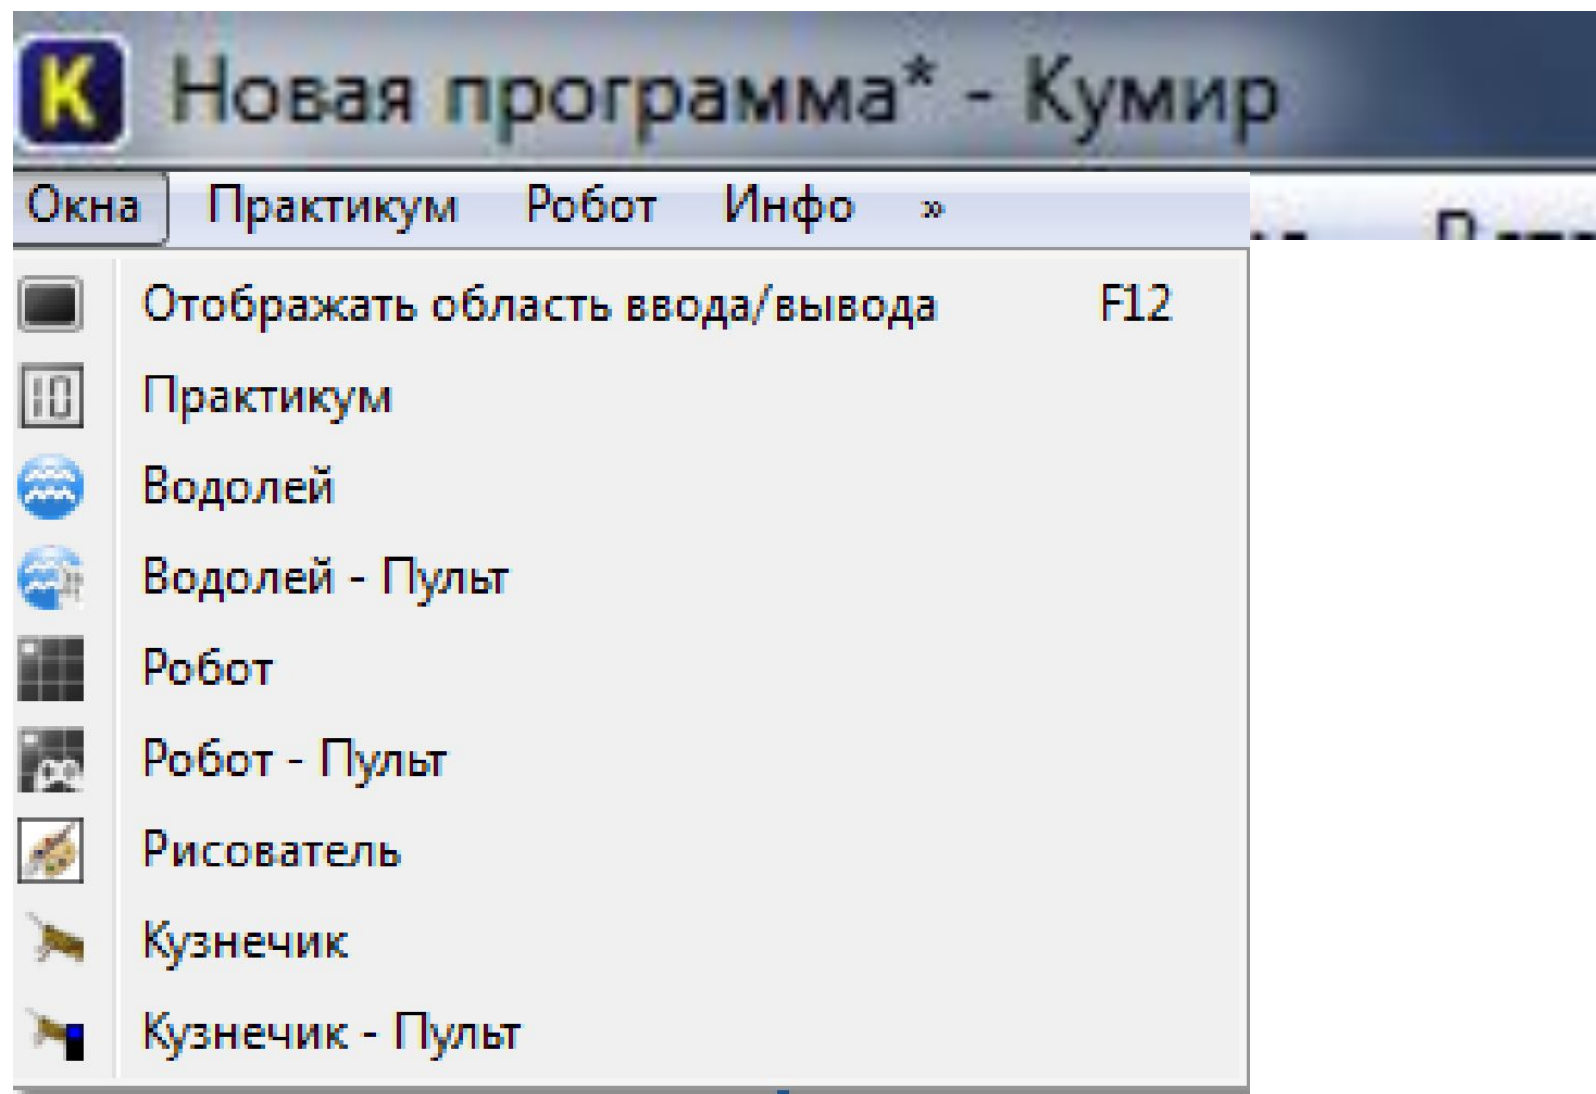 К Новая программа* - Кумир
Окна Практикум Робот Инфо »
Отображать область ввода/вывода F12
Практикум
Водолей
Водолей - Пульт
Робот
Робот - Пульт
Рисователь
Кузнечик
Кузнечик - Пульт